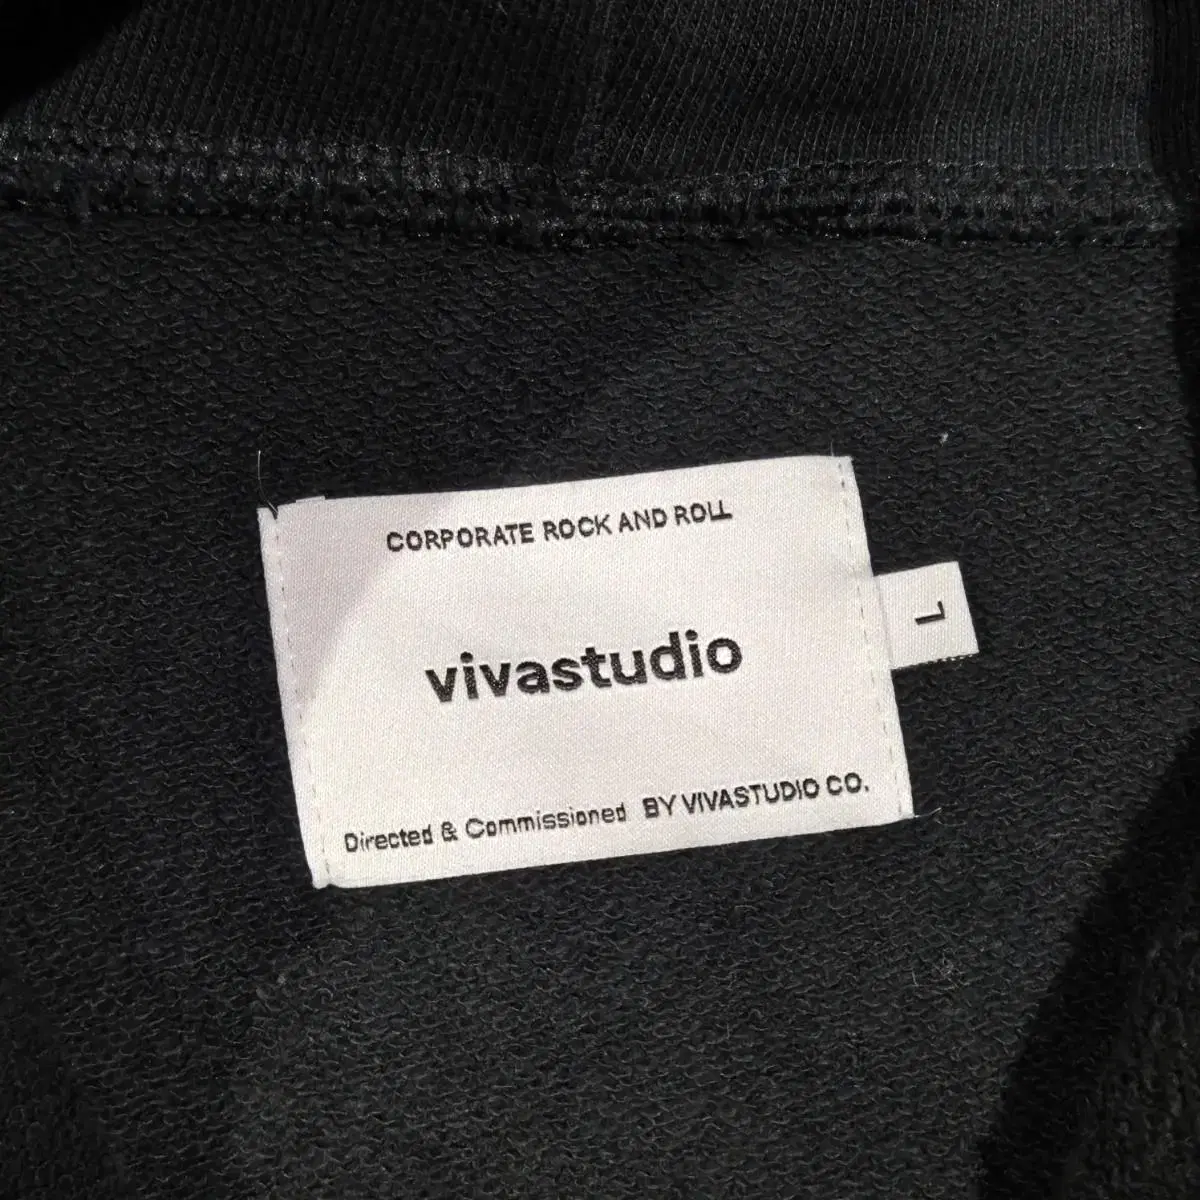 CORPORATE ROCK AND ROLL
vivastudio
L
Directed & Commissioned BY VIVASTUDIO CO.